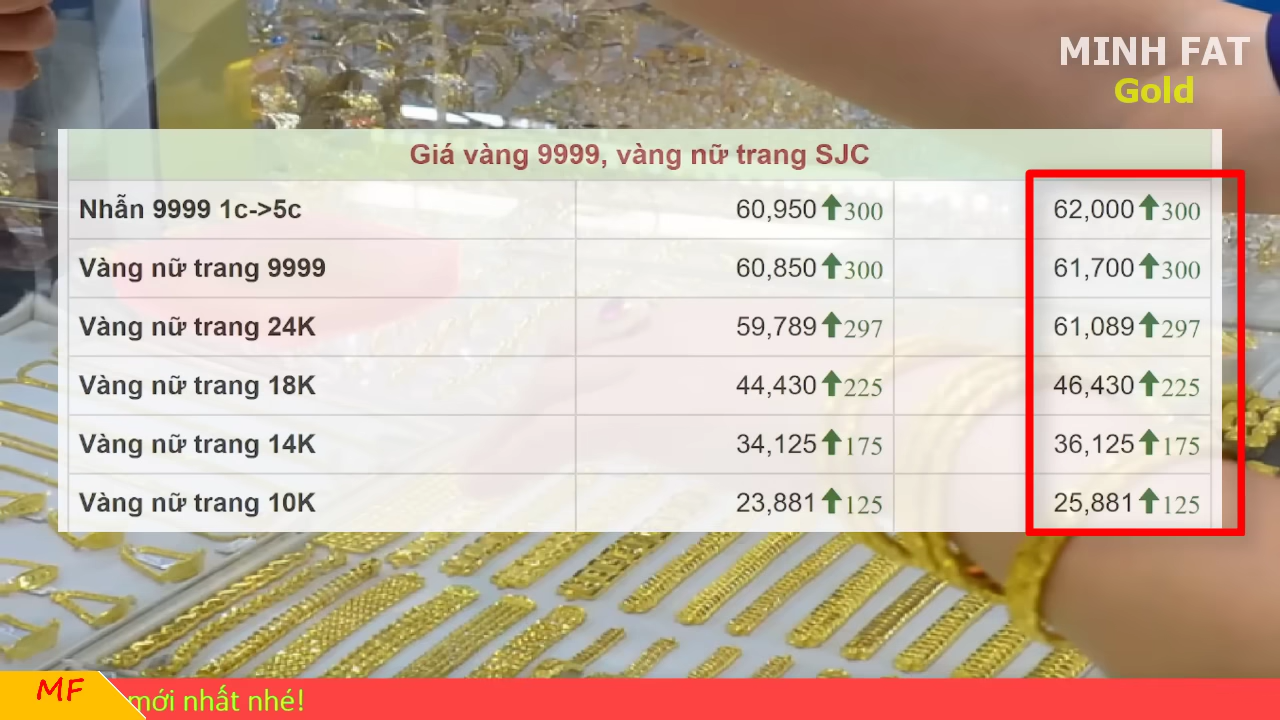 MINH FAT
Gold
Giá vàng 9999, vàng nữ trang SJC
Nhẫn 9999 1c->5c 60,950 ⬆300 62,000 ⬆300
Vàng nữ trang 9999 60,850 ⬆300 61,700 ⬆300
Vàng nữ trang 24K 59,789 ⬆297 61,089 ⬆297
Vàng nữ trang 18K 44,430 ⬆225 46,430 ⬆225
Vàng nữ trang 14K 34,125 ⬆175 36,125 ⬆175
Vàng nữ trang 10K 23,881 ⬆125 25,881 ⬆125
MF mới nhất nhé!